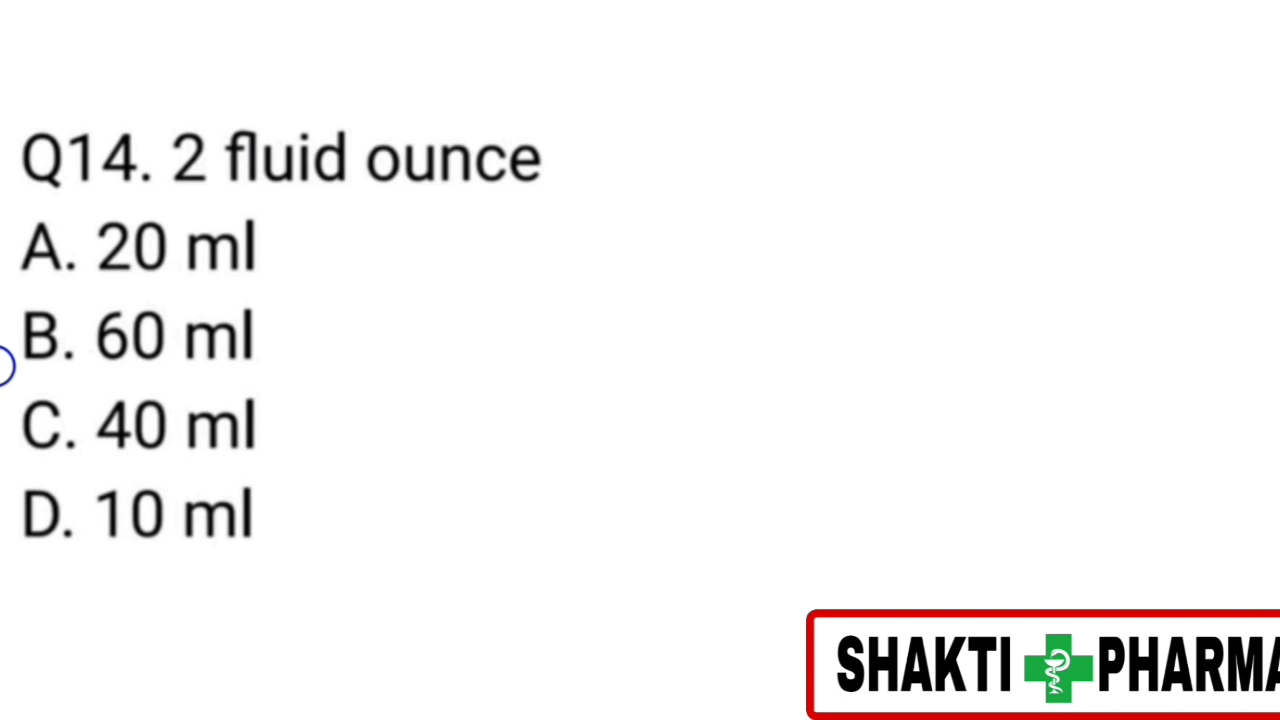 Q14. 2 fluid ounce
A. 20 ml
B. 60 ml
C. 40 ml
D. 10 ml
SHAKTI PHARMA